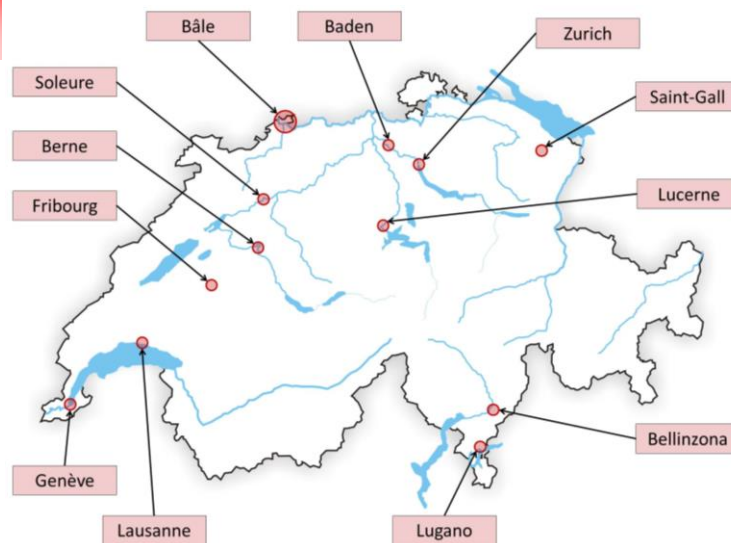 Bâle
Baden
Zurich
Soleure
Saint-Gall
Berne
Lucerne
Fribourg
Bellinzona
Genève
Lausanne
Lugano